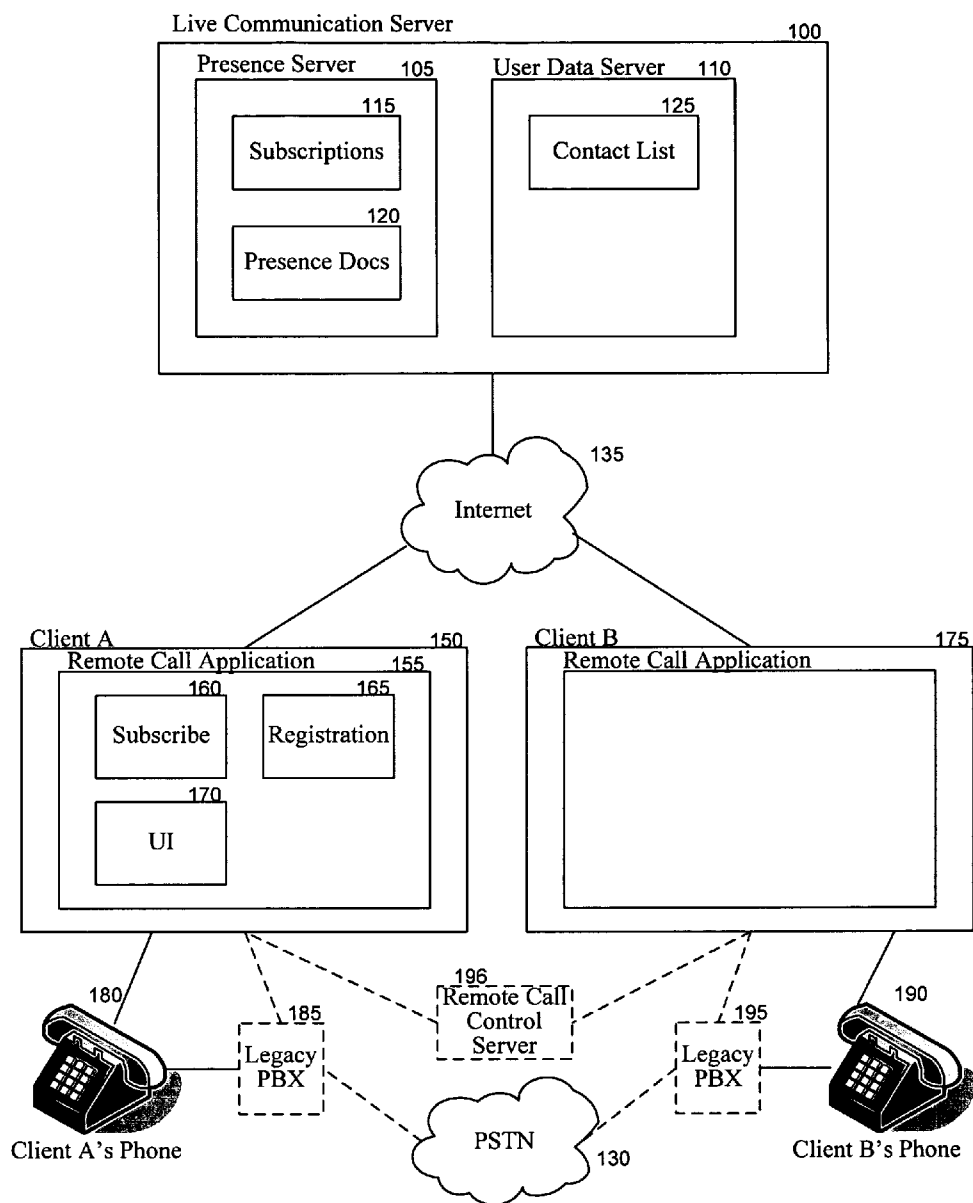 Live Communication Server
100
Presence Server 105
User Data Server 110
115
Subscriptions
125
Contact List
120
Presence Docs
135
Internet
Client A 150
Remote Call Application 155
160
Subscribe
165
Registration
170
UI
Client B 175
Remote Call Application
180
185
Legacy
PBX
196
Remote Call
Control
Server
195
Legacy
PBX
190
Client A's Phone
PSTN
130
Client B's Phone